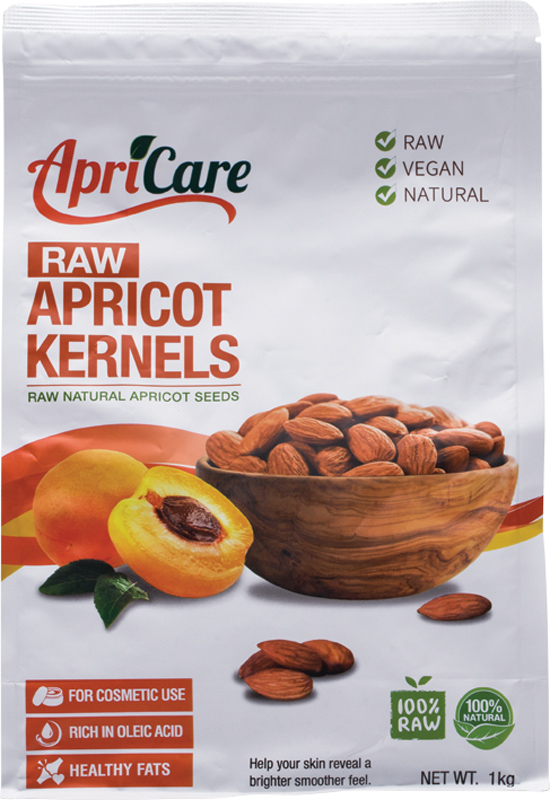 ApriCare
RAW
VEGAN
NATURAL
RAW
APRICOT
KERNELS
RAW NATURAL APRICOT SEEDS
FOR COSMETIC USE
RICH IN OLEIC ACID
HEALTHY FATS
100%
RAW
100%
NATURAL
Help your skin reveal a
brighter smoother feel.
NET WT. 1kg